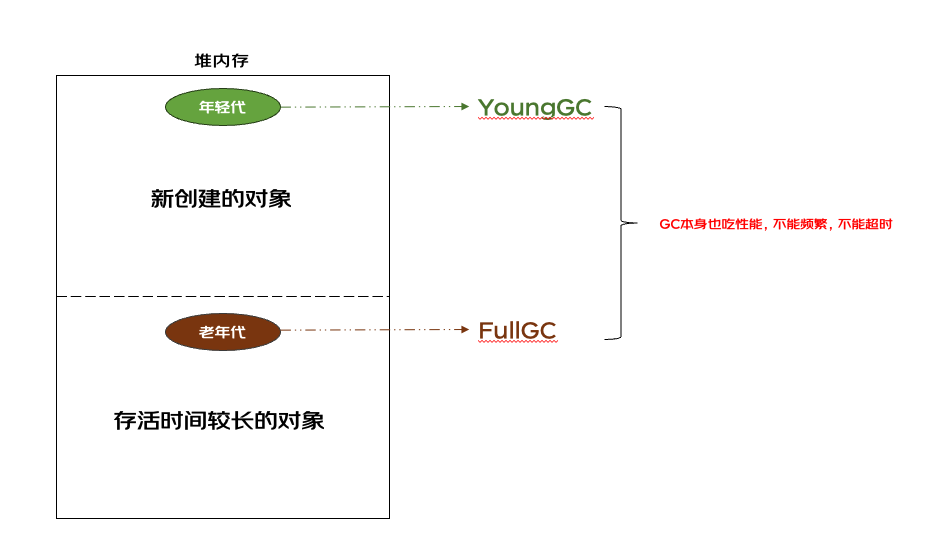 堆内存
年轻代
YoungGC
新创建的对象
GC本身也吃性能，不能频繁，不能超时
老年代
FullGC
存活时间较长的对象